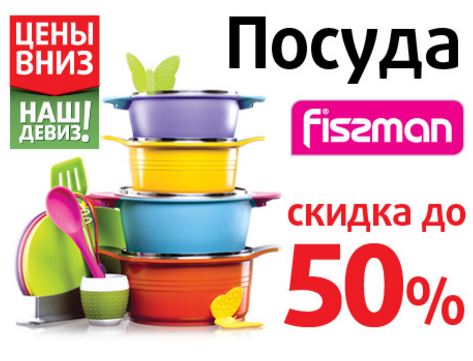 ЦЕНЫ
ВНИЗ
НАШ
ДЕВИЗ!
Посуда
fissman
скидка до
50%